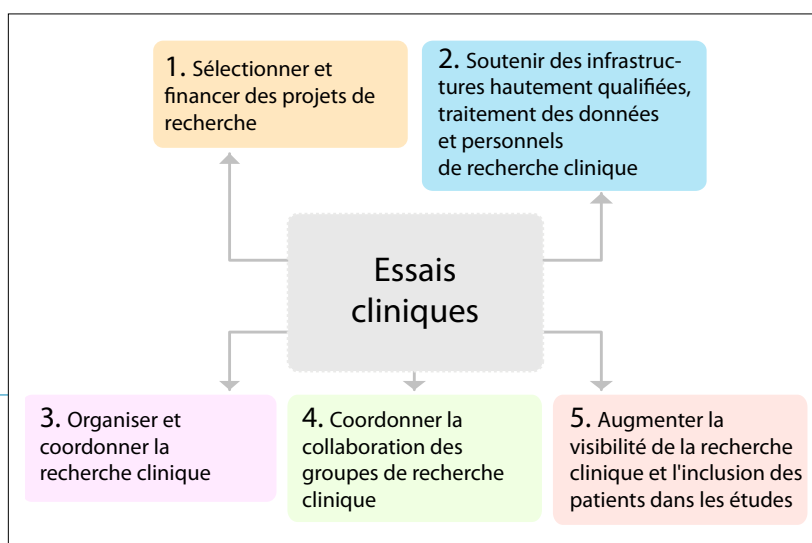 1. Sélectionner et
financer des projets de
recherche
2. Soutenir des infrastruc-
tures hautement qualifiées,
traitement des données
et personnels
de recherche clinique
Essais
cliniques
3. Organiser et
coordonner la
recherche clinique
4. Coordonner la
collaboration des
groupes de recherche
clinique
5. Augmenter la
visibilité de la recherche
clinique et l'inclusion des
patients dans les études